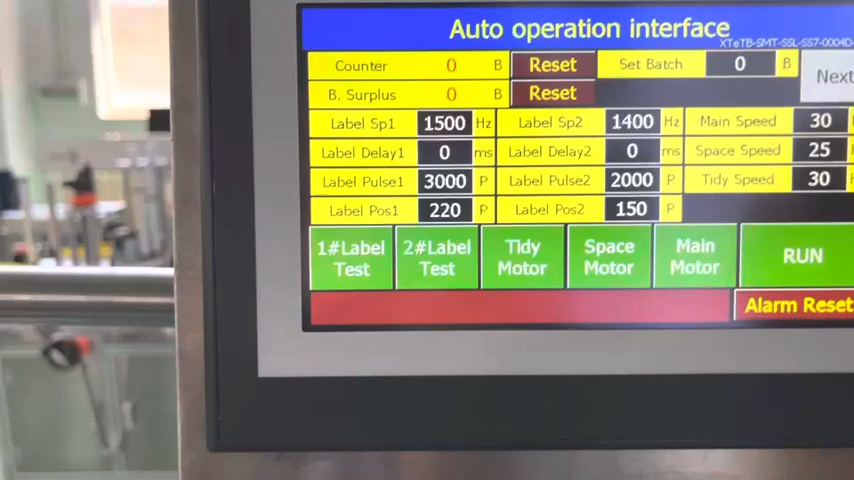 Auto operation interface
XTeTB-SMT-SSL-SS7-0004D-
Counter 0 B Reset Set Batch 0 B Next
B. Surplus 0 B Reset
Label Sp1 1500 Hz Label Sp2 1400 Hz Main Speed 30
Label Delay1 0 ms Label Delay2 0 ms Space Speed 25
Label Pulse1 3000 P Label Pulse2 2000 P Tidy Speed 30
Label Pos1 220 P Label Pos2 150 P
1#Label 2#Label Tidy Space Main RUN
Test Test Motor Motor Motor
Alarm Reset